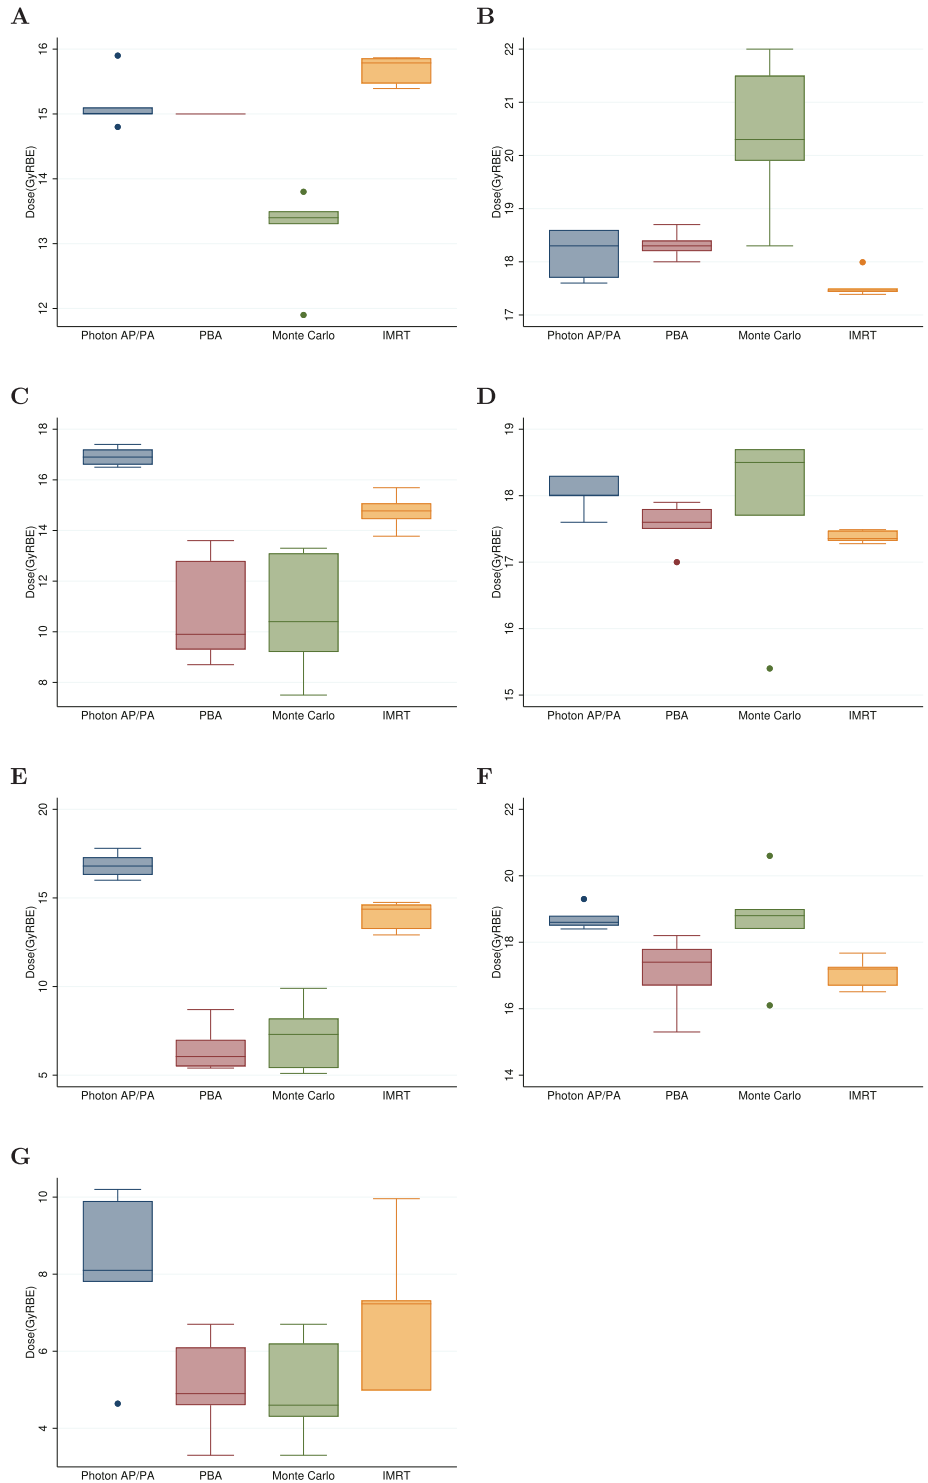 A
Dose(GyRBE)
16
15
14
13
12
Photon AP/PA PBA Monte Carlo IMRT
B
Dose(GyRBE)
22
21
20
19
18
17
Photon AP/PA PBA Monte Carlo IMRT
C
Dose(GyRBE)
18
16
14
12
10
8
Photon AP/PA PBA Monte Carlo IMRT
D
Dose(GyRBE)
19
18
17
16
15
Photon AP/PA PBA Monte Carlo IMRT
E
Dose(GyRBE)
20
15
10
5
Photon AP/PA PBA Monte Carlo IMRT
F
Dose(GyRBE)
22
20
18
16
14
Photon AP/PA PBA Monte Carlo IMRT
G
Dose(GyRBE)
10
8
6
4
Photon AP/PA PBA Monte Carlo IMRT